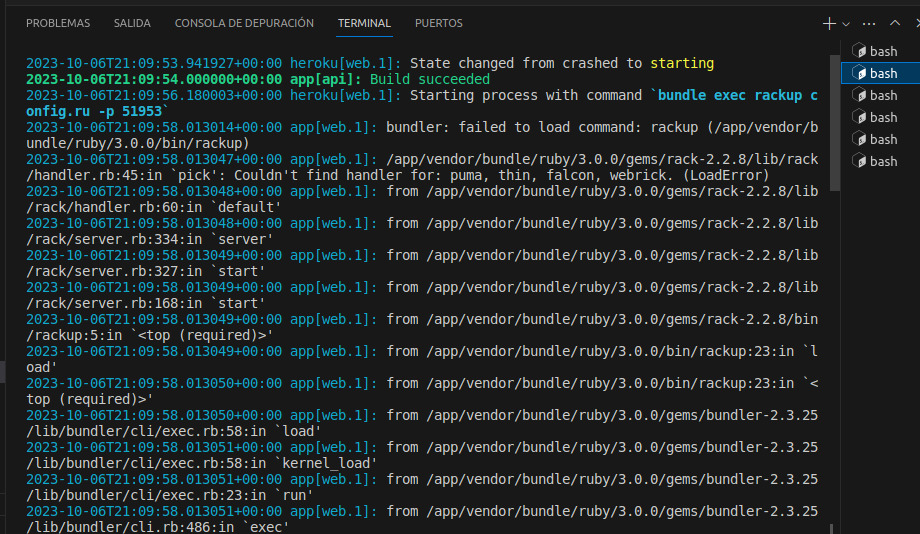 PROBLEMAS SALIDA CONSOLA DE DEPURACIÓN TERMINAL PUERTOS
2023-10-06T21:09:53.941927+00:00 heroku[web.1]: State changed from crashed to starting
2023-10-06T21:09:54.000000+00:00 app[api]: Build succeeded
2023-10-06T21:09:56.180003+00:00 heroku[web.1]: Starting process with command `bundle exec rackup c
onfig.ru -p 51953`
2023-10-06T21:09:58.013014+00:00 app[web.1]: bundler: failed to load command: rackup (/app/vendor/b
undle/ruby/3.0.0/bin/rackup)
2023-10-06T21:09:58.013047+00:00 app[web.1]: /app/vendor/bundle/ruby/3.0.0/gems/rack-2.2.8/lib/rack
/handler.rb:45:in `pick': Couldn't find handler for: puma, thin, falcon, webrick. (LoadError)
2023-10-06T21:09:58.013048+00:00 app[web.1]: from /app/vendor/bundle/ruby/3.0.0/gems/rack-2.2.8/lib
/rack/handler.rb:60:in `default'
2023-10-06T21:09:58.013048+00:00 app[web.1]: from /app/vendor/bundle/ruby/3.0.0/gems/rack-2.2.8/lib
/rack/server.rb:334:in `server'
2023-10-06T21:09:58.013049+00:00 app[web.1]: from /app/vendor/bundle/ruby/3.0.0/gems/rack-2.2.8/lib
/rack/server.rb:327:in `start'
2023-10-06T21:09:58.013049+00:00 app[web.1]: from /app/vendor/bundle/ruby/3.0.0/gems/rack-2.2.8/lib
/rack/server.rb:168:in `start'
2023-10-06T21:09:58.013049+00:00 app[web.1]: from /app/vendor/bundle/ruby/3.0.0/gems/rack-2.2.8/bin
/rackup:5:in `<top (required)>'
2023-10-06T21:09:58.013049+00:00 app[web.1]: from /app/vendor/bundle/ruby/3.0.0/bin/rackup:23:in `l
oad'
2023-10-06T21:09:58.013050+00:00 app[web.1]: from /app/vendor/bundle/ruby/3.0.0/bin/rackup:23:in `<
top (required)>'
2023-10-06T21:09:58.013050+00:00 app[web.1]: from /app/vendor/bundle/ruby/3.0.0/gems/bundler-2.3.25
/lib/bundler/cli/exec.rb:58:in `load'
2023-10-06T21:09:58.013051+00:00 app[web.1]: from /app/vendor/bundle/ruby/3.0.0/gems/bundler-2.3.25
/lib/bundler/cli/exec.rb:58:in `kernel_load'
2023-10-06T21:09:58.013051+00:00 app[web.1]: from /app/vendor/bundle/ruby/3.0.0/gems/bundler-2.3.25
/lib/bundler/cli/exec.rb:23:in `run'
2023-10-06T21:09:58.013051+00:00 app[web.1]: from /app/vendor/bundle/ruby/3.0.0/gems/bundler-2.3.25
/lib/bundler/cli.rb:486:in `exec'
bash
bash
bash
bash
bash
bash